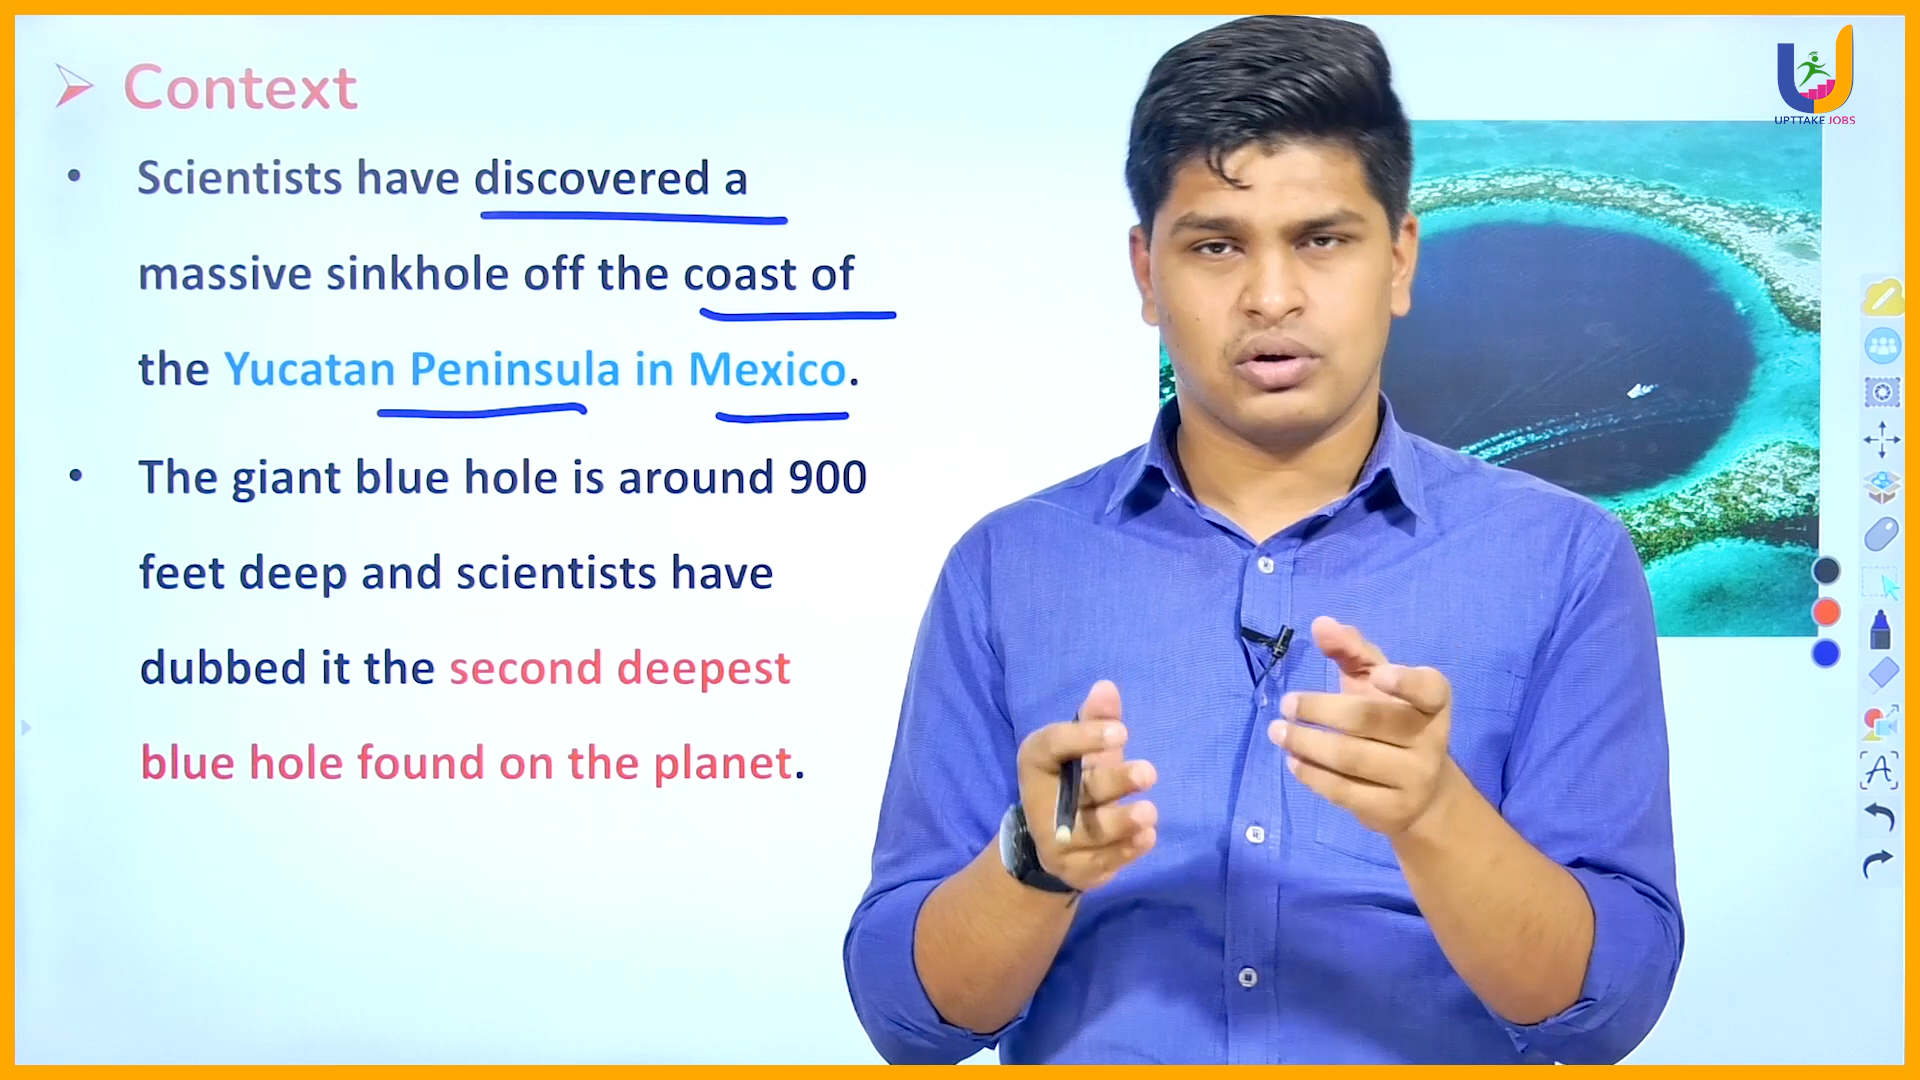 Context
• Scientists have discovered a
massive sinkhole off the coast of
the Yucatan Peninsula in Mexico.
• The giant blue hole is around 900
feet deep and scientists have
dubbed it the second deepest
blue hole found on the planet.
UPTTAKE JOBS
A